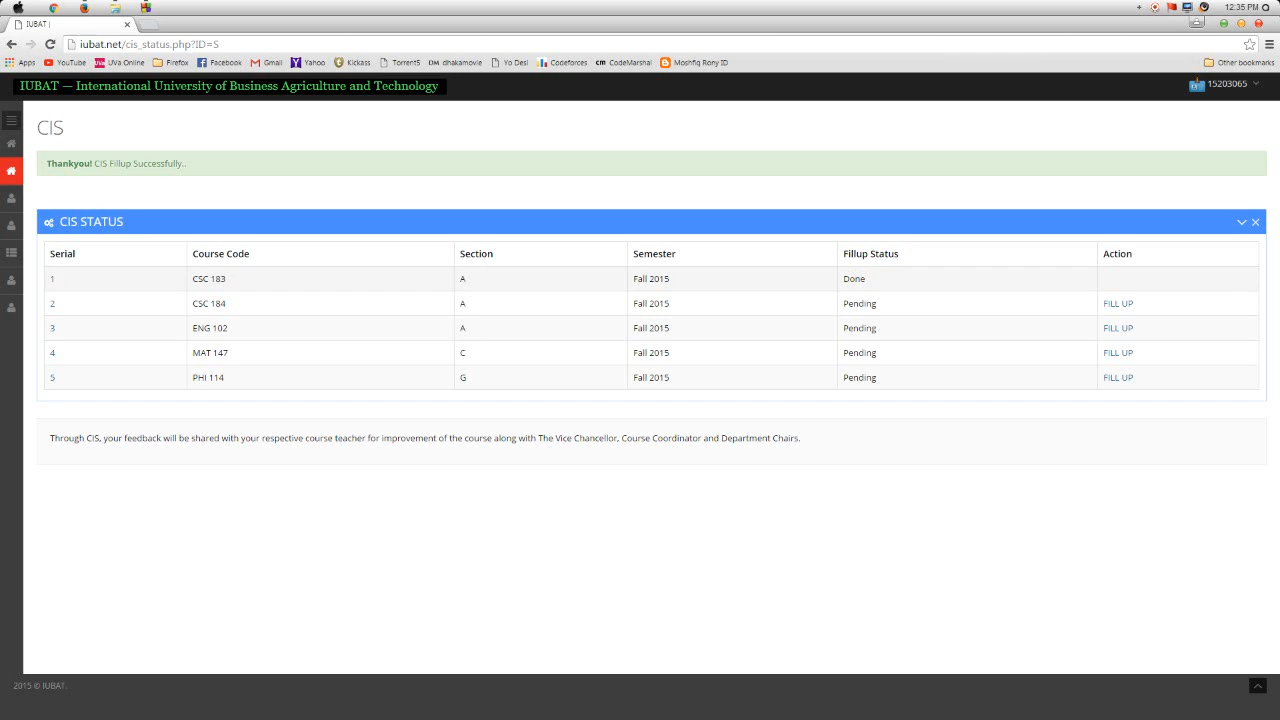 12:35 PM
IUBAT |
iubat.net/cis_status.php?ID=S
Apps YouTube UVa UVa Online Firefox Facebook Gmail Yahoo Kickass Torrent5 DM dhakamovie Yo Desi Codeforces cm CodeMarshal Moshfiq Rony ID Other bookmarks
IUBAT — International University of Business Agriculture and Technology 15203065
CIS
Thankyou! CIS Fillup Successfully..
CIS STATUS
Serial Course Code Section Semester Fillup Status Action
1 CSC 183 A Fall 2015 Done
2 CSC 184 A Fall 2015 Pending FILL UP
3 ENG 102 A Fall 2015 Pending FILL UP
4 MAT 147 C Fall 2015 Pending FILL UP
5 PHI 114 G Fall 2015 Pending FILL UP
Through CIS, your feedback will be shared with your respective course teacher for improvement of the course along with The Vice Chancellor, Course Coordinator and Department Chairs.
2015 © IUBAT.